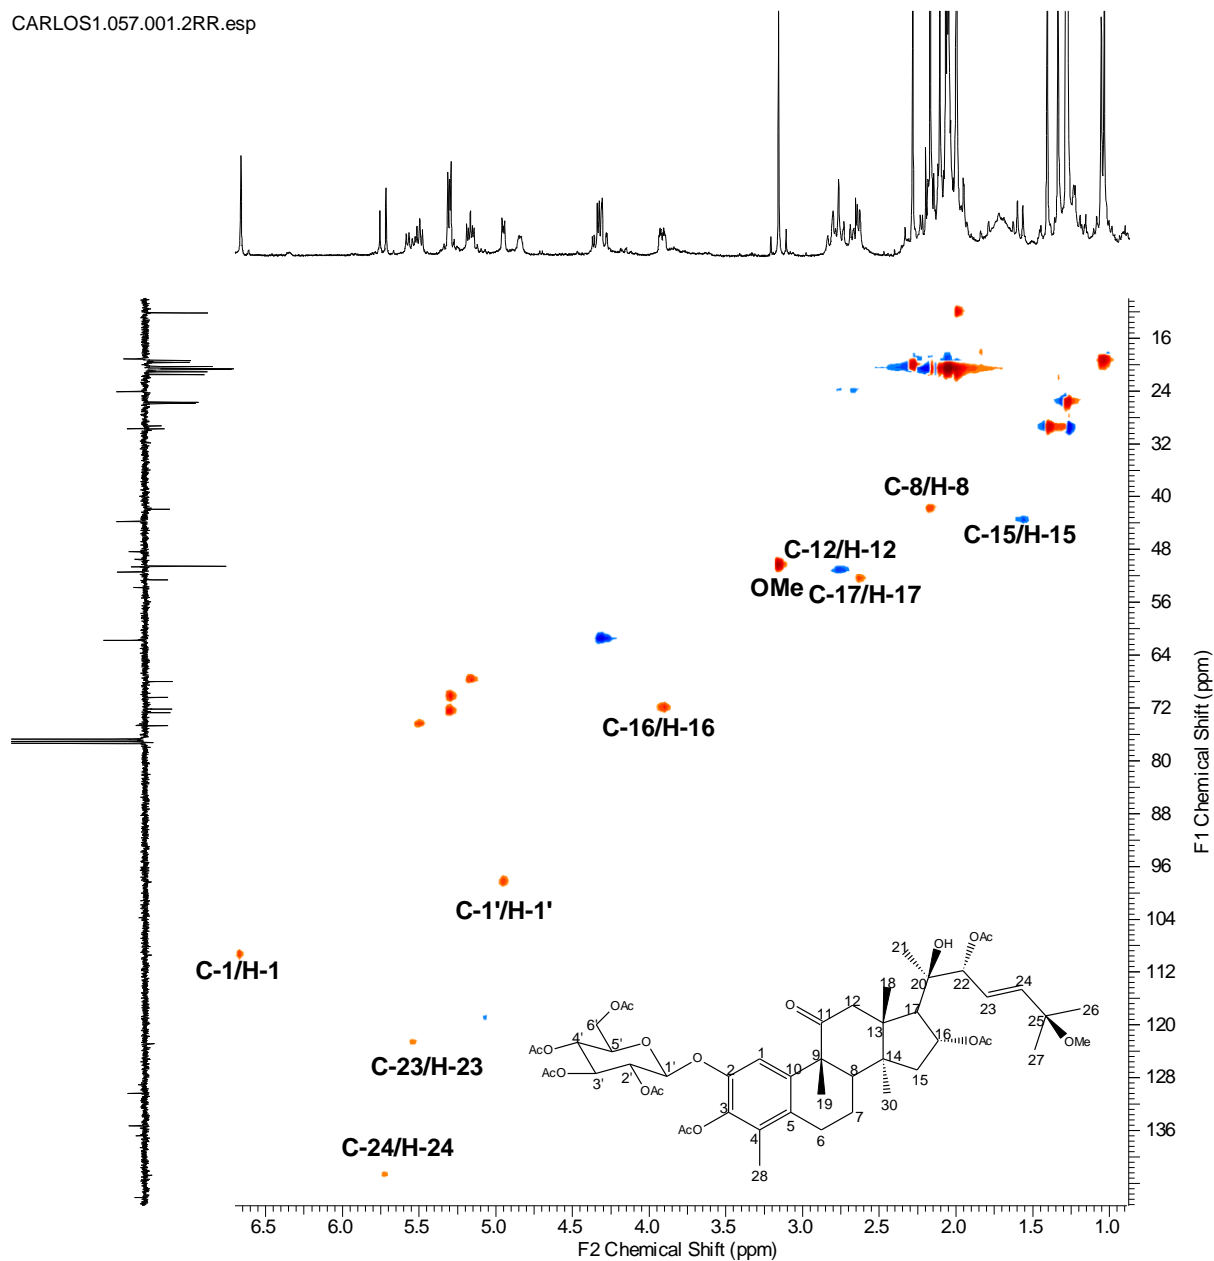 CARLOS1.057.001.2RR.esp
16
24
32
C-8/H-8
40
C-15/H-15
C-12/H-12
48
OMe
C-17/H-17
56
64
F1 Chemical Shift (ppm)
C-16/H-16
72
80
88
96
C-1'/H-1'
104
C-1/H-1
112
120
C-23/H-23
128
C-24/H-24
136
21
OH
OAc
24
18
20
22
26
12
17
23
O
11
25
13
16
OMe
OAc
6'
OAc
27
9
14
4'
AcO
5'
O
1
10
8
15
1'
O
2
AcO
3'
2'
OAc
19
30
7
3
5
AcO
4
6
28
6.5 6.0 5.5 5.0 4.5 4.0 3.5 3.0 2.5 2.0 1.5 1.0
F2 Chemical Shift (ppm)